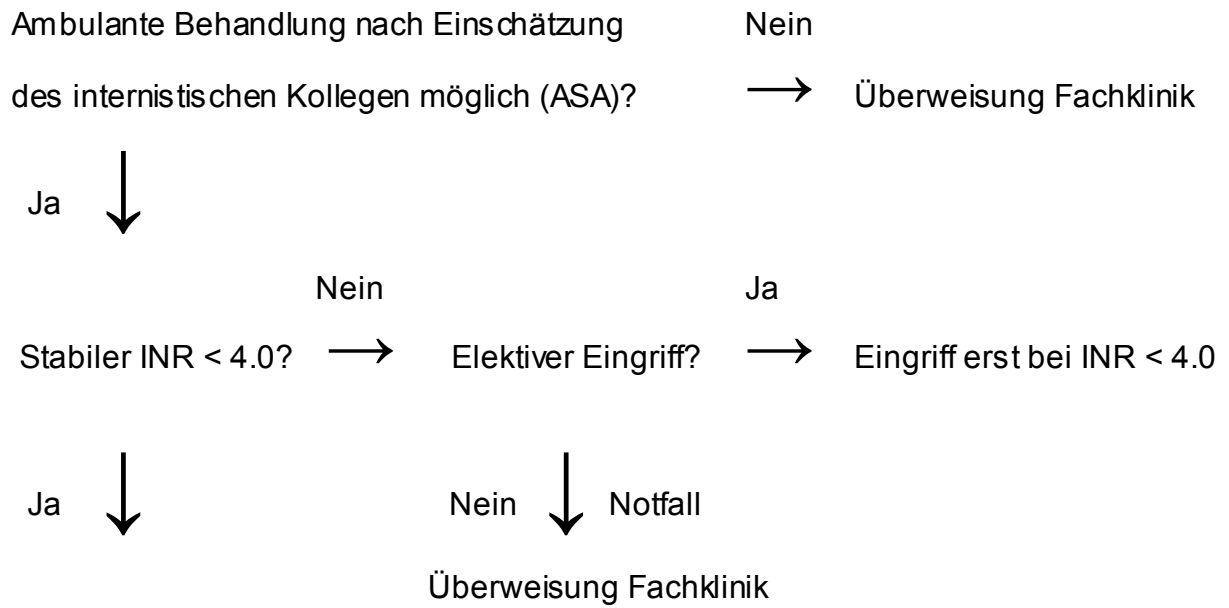 Ambulante Behandlung nach Einschätzung
Nein
des internistischen Kollegen möglich (ASA)?
Überweisung Fachklinik
Ja
Nein
Ja
Stabiler INR < 4.0?
Elektiver Eingriff?
Eingriff erst bei INR < 4.0
Ja
Nein
Notfall
Überweisung Fachklinik